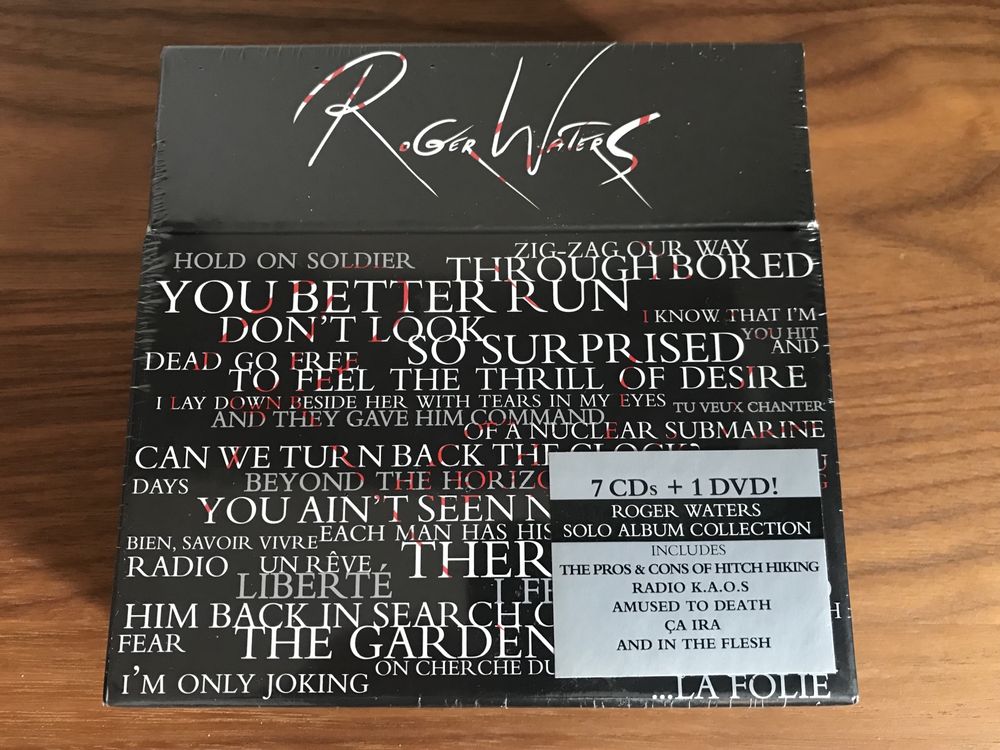 ROGER WATERS
HOLD ON SOLDIER
ZIG-ZAG OUR WAY
THROUGH BORED
YOU BETTER RUN
I KNOW THAT I'M
DON'T LOOK
YOU HIT
SO SURPRISED
AND
DEAD GO FREE
TO FEEL THE THRILL OF DESIRE
I LAY DOWN BESIDE HER WITH TEARS IN MY EYES
TU VEUX CHANTER
AND THEY GAVE HIM COMMAND
OF A NUCLEAR SUBMARINE
CAN WE TURN BACK THE CLOCK?
DAYS
BEYOND THE
YOU AIN'T SEEN
EACH MAN HAS HIS
BIEN, SAVOIR VIVRE
RADIO
UN RÊVE
LIBERTÉ
HIM BACK IN SEARCH
FEAR
THE GARDEN
ON CHERCHE DU
I'M ONLY JOKING
...LA FOLIE
7 CDs + 1 DVD!
ROGER WATERS
SOLO ALBUM COLLECTION
INCLUDES
THE PROS & CONS OF HITCH HIKING
RADIO K.A.O.S
AMUSED TO DEATH
ÇA IRA
AND IN THE FLESH